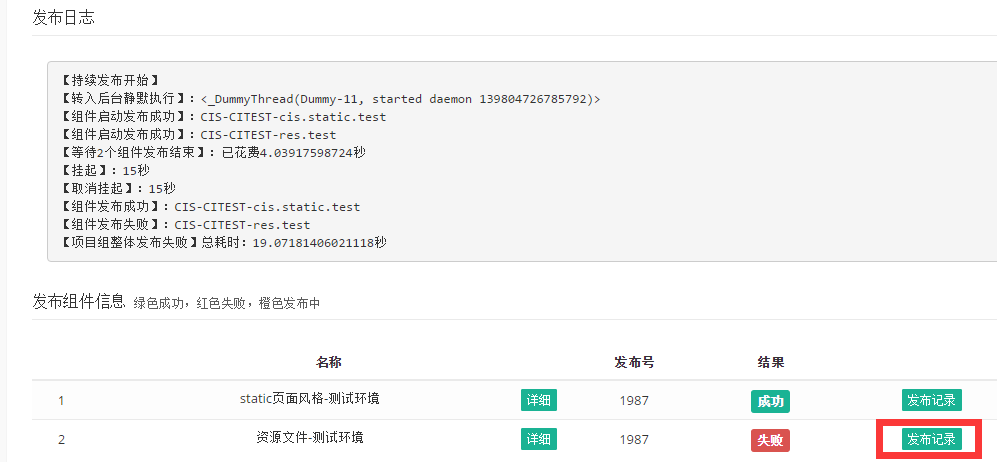 发布日志
【持续发布开始】
【转入后台静默执行】：<_DummyThread(Dummy-11, started daemon 139804726785792)>
【组件启动发布成功】：CIS-CITEST-cis.static.test
【组件启动发布成功】：CIS-CITEST-res.test
【等待2个组件发布结束】：已花费4.03917598724秒
【挂起】：15秒
【取消挂起】：15秒
【组件发布成功】：CIS-CITEST-cis.static.test
【组件发布失败】：CIS-CITEST-res.test
【项目组整体发布失败】总耗时：19.07181406021118秒
发布组件信息 绿色成功，红色失败，橙色发布中
名称 发布号 结果
1 static页面风格-测试环境 详细 1987 成功 发布记录
2 资源文件-测试环境 详细 1987 失败 发布记录